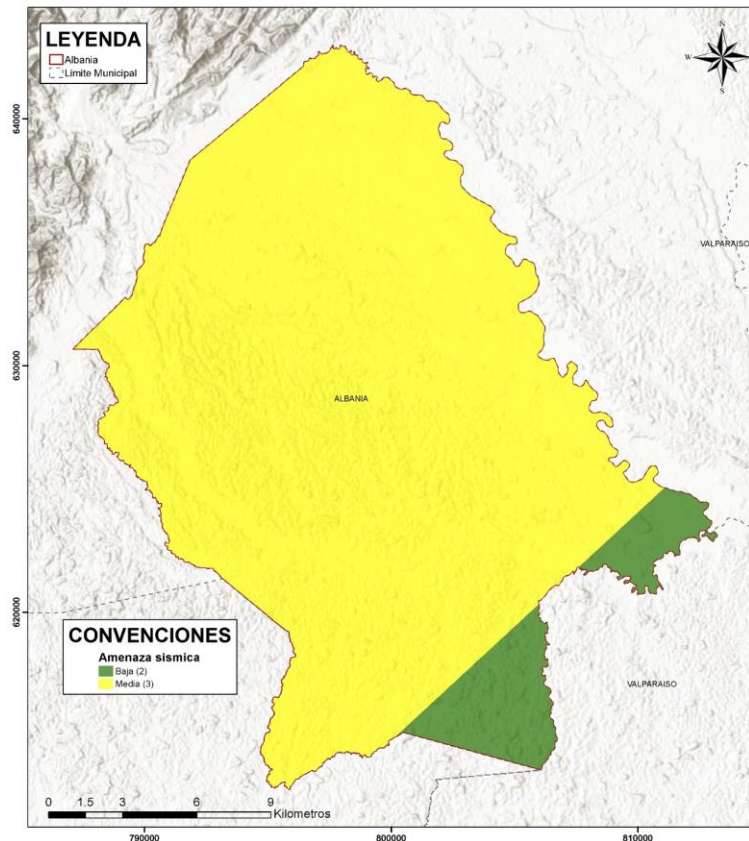 LEYENDA
Albania
Limite Municipal
N
W
S
640000
VALPARAISO
630000
ALBANIA
620000
CONVENCIONES
Amenaza sismica
Baja (2)
Media (3)
VALPARAISO
0 1.5 3 6 9
Kilometros
790000 800000 810000